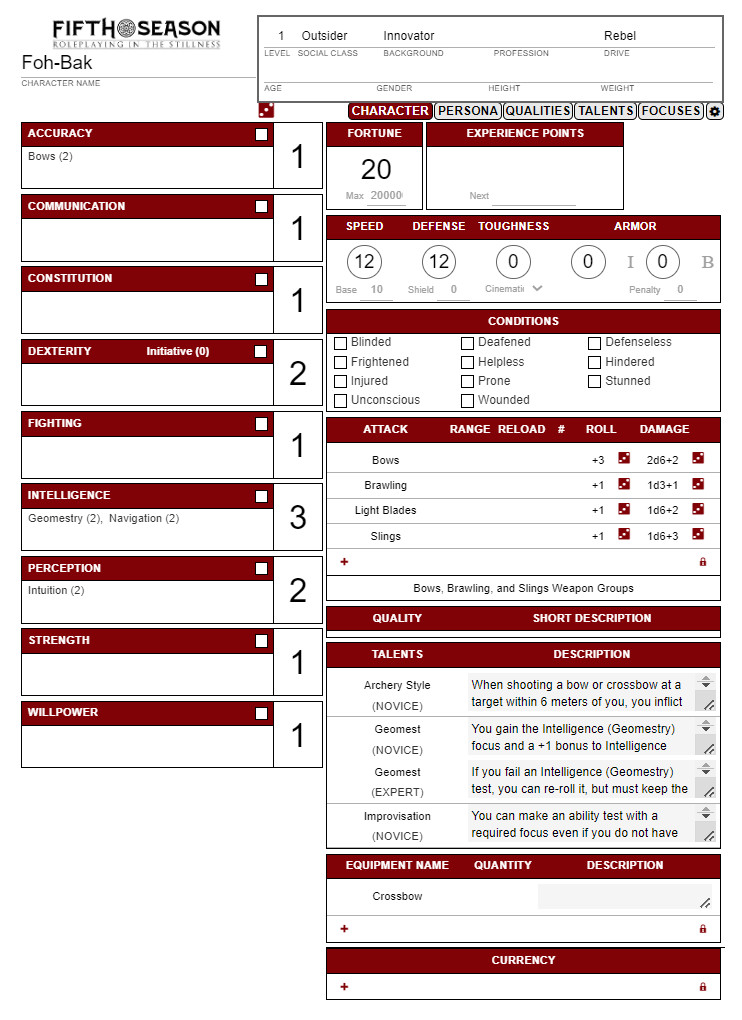 FIFTH SEASON
ROLEPLAYING IN THE STILLNESS
Foh-Bak
CHARACTER NAME
1 Outsider Innovator Rebel
LEVEL SOCIAL CLASS BACKGROUND PROFESSION DRIVE
AGE GENDER HEIGHT WEIGHT
CHARACTER PERSONA QUALITIES TALENTS FOCUSES
ACCURACY
Bows (2)
1
COMMUNICATION
1
CONSTITUTION
1
DEXTERITY Initiative (0)
2
FIGHTING
1
INTELLIGENCE
Geomestry (2), Navigation (2)
3
PERCEPTION
Intuition (2)
2
STRENGTH
1
WILLPOWER
1
FORTUNE EXPERIENCE POINTS
20
Max 20000 Next
SPEED DEFENSE TOUGHNESS ARMOR
12 12 0 0 I 0 B
Base 10 Shield 0 Cinemati Penalty 0
CONDITIONS
Blinded Deafened Defenseless
Frightened Helpless Hindered
Injured Prone Stunned
Unconscious Wounded
ATTACK RANGE RELOAD # ROLL DAMAGE
Bows +3 2d6+2
Brawling +1 1d3+1
Light Blades +1 1d6+2
Slings +1 1d6+3
+
Bows, Brawling, and Slings Weapon Groups
QUALITY SHORT DESCRIPTION
TALENTS DESCRIPTION
Archery Style When shooting a bow or crossbow at a
(NOVICE) target within 6 meters of you, you inflict
Geomest You gain the Intelligence (Geomestry)
(NOVICE) focus and a +1 bonus to Intelligence
Geomest If you fail an Intelligence (Geomestry)
(EXPERT) test, you can re-roll it, but must keep the
Improvisation You can make an ability test with a
(NOVICE) required focus even if you do not have
EQUIPMENT NAME QUANTITY DESCRIPTION
Crossbow
+
CURRENCY
+